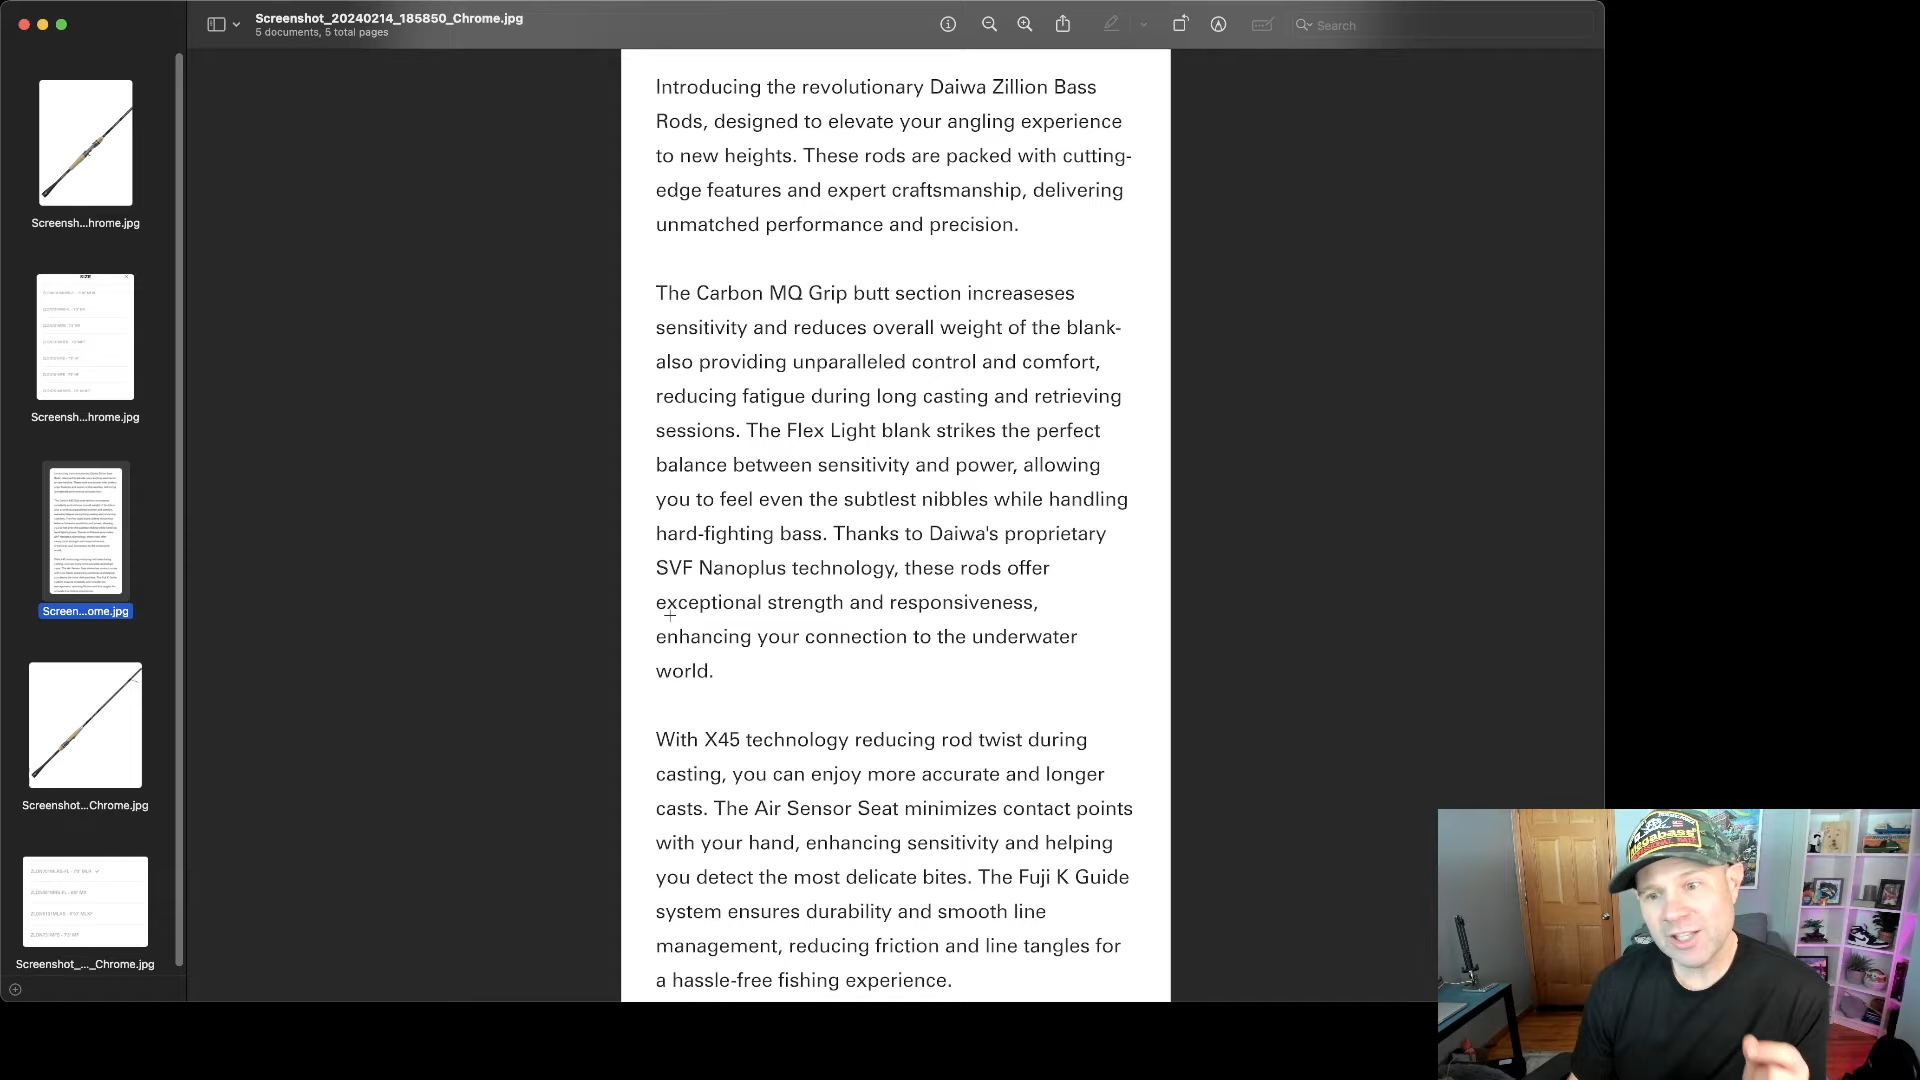 Screenshot_20240214_185850_Chrome.jpg
5 documents, 5 total pages
Search
Screensh...hrome.jpg
SIZE
Screensh...hrome.jpg
Screen...ome.jpg
Screenshot...Chrome.jpg
Screenshot_..._Chrome.jpg
Introducing the revolutionary Daiwa Zillion Bass
Rods, designed to elevate your angling experience
to new heights. These rods are packed with cutting-
edge features and expert craftsmanship, delivering
unmatched performance and precision.
The Carbon MQ Grip butt section increaseses
sensitivity and reduces overall weight of the blank-
also providing unparalleled control and comfort,
reducing fatigue during long casting and retrieving
sessions. The Flex Light blank strikes the perfect
balance between sensitivity and power, allowing
you to feel even the subtlest nibbles while handling
hard-fighting bass. Thanks to Daiwa's proprietary
SVF Nanoplus technology, these rods offer
exceptional strength and responsiveness,
enhancing your connection to the underwater
world.
With X45 technology reducing rod twist during
casting, you can enjoy more accurate and longer
casts. The Air Sensor Seat minimizes contact points
with your hand, enhancing sensitivity and helping
you detect the most delicate bites. The Fuji K Guide
system ensures durability and smooth line
management, reducing friction and line tangles for
a hassle-free fishing experience.
Megabass